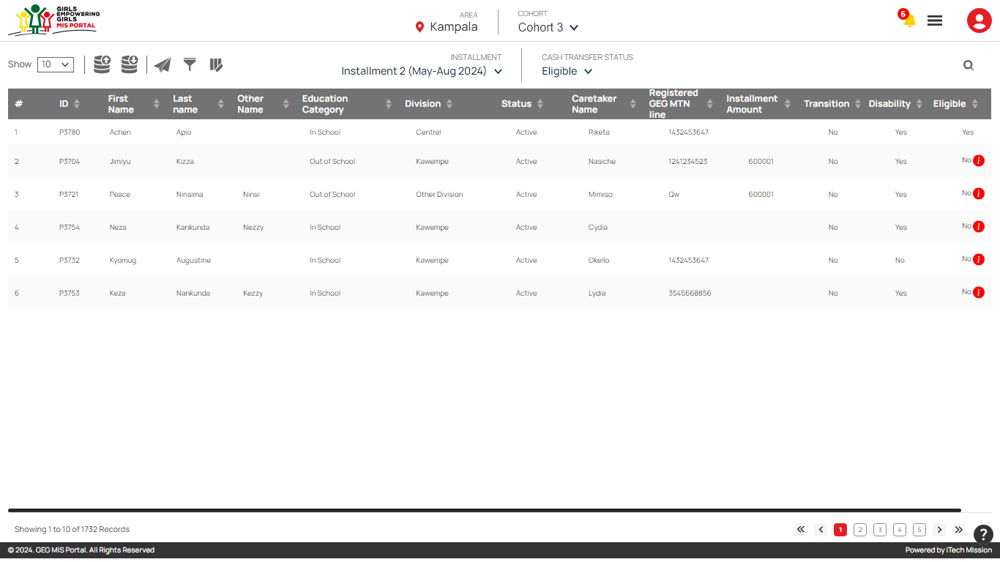 GIRLS
EMPOWERING
GIRLS
MIS PORTAL
AREA
Kampala
COHORT
Cohort 3
6
Show 10
INSTALLMENT
Installment 2 (May-Aug 2024)
CASH TRANSFER STATUS
Eligible
# ID First Name Last name Other Name Education Category Division Status Caretaker Name Registered GEG MTN line Installment Amount Transition Disability Eligible
1 P3780 Achen Apio In School Central Active Riketa 1432453647 No Yes Yes
2 P3704 Jimiyu Kizza Out of School Kawempe Active Nasiche 1241234523 600001 No Yes No i
3 P3721 Peace Ninsima Ninsi Out of School Other Division Active Mimiso Qw 600001 No Yes No i
4 P3754 Neza Kankunda Nezzy In School Kawempe Active Cydia No Yes No i
5 P3732 Kyomug Augustine In School Kawempe Active Okello 1432453647 No No No i
6 P3753 Keza Nankunda Kezzy In School Kawempe Active Lydia 3545668856 No Yes No i
Showing 1 to 10 of 1732 Records
« ‹ 1 2 3 4 5 › »
?
© 2024. GEG MIS Portal. All Rights Reserved
Powered by iTech Mission